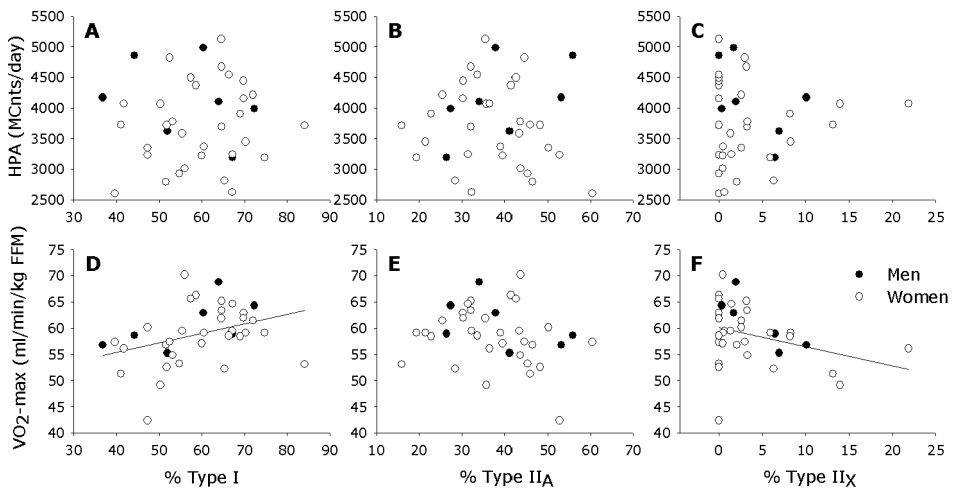 A
B
C
HPA (MCnts/day)
5500
5000
4500
4000
3500
3000
2500
30 40 50 60 70 80 90
5500
5000
4500
4000
3500
3000
2500
10 20 30 40 50 60 70
5500
5000
4500
4000
3500
3000
2500
0 5 10 15 20 25
D
E
F
VO2-max (ml/min/kg FFM)
75
70
65
60
55
50
45
40
30 40 50 60 70 80 90
% Type I
75
70
65
60
55
50
45
40
10 20 30 40 50 60 70
% Type IIA
75
70
65
60
55
50
45
40
0 5 10 15 20 25
% Type IIX
Men
Women